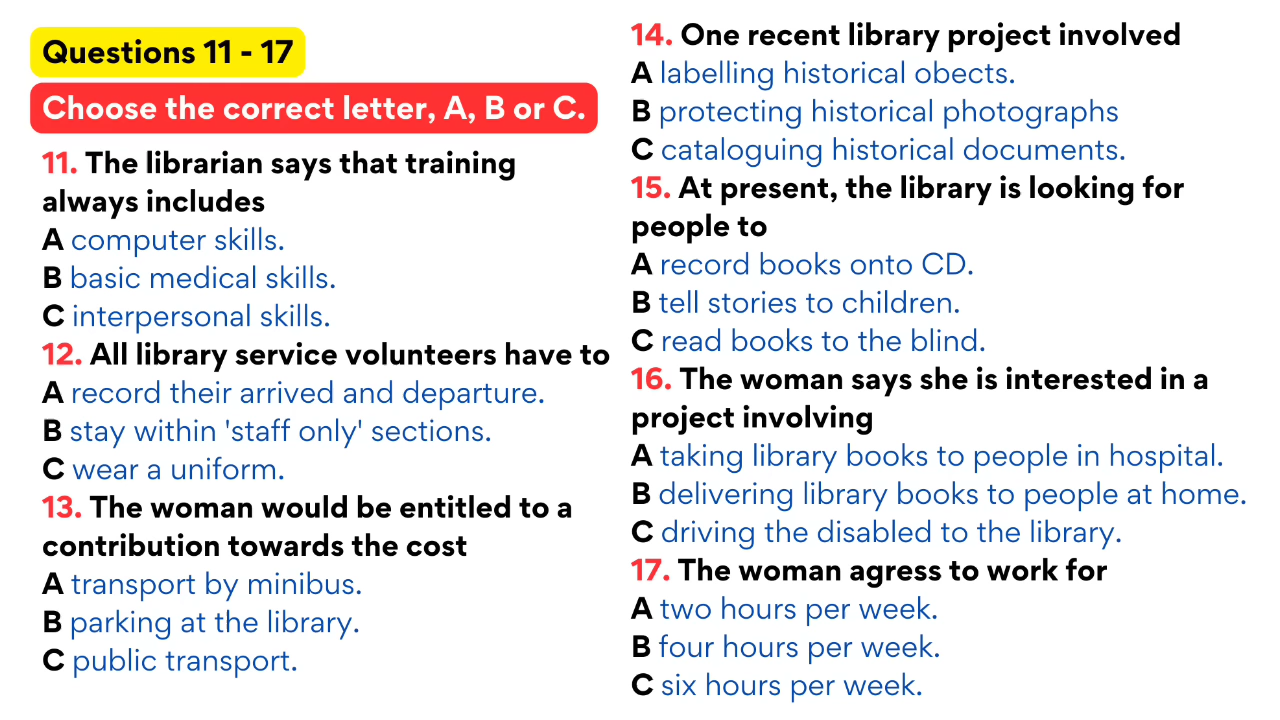 Questions 11 - 17
Choose the correct letter, A, B or C.
11. The librarian says that training
always includes
A computer skills.
B basic medical skills.
C interpersonal skills.
12. All library service volunteers have to
A record their arrived and departure.
B stay within 'staff only' sections.
C wear a uniform.
13. The woman would be entitled to a
contribution towards the cost
A transport by minibus.
B parking at the library.
C public transport.
14. One recent library project involved
A labelling historical obects.
B protecting historical photographs
C cataloguing historical documents.
15. At present, the library is looking for
people to
A record books onto CD.
B tell stories to children.
C read books to the blind.
16. The woman says she is interested in a
project involving
A taking library books to people in hospital.
B delivering library books to people at home.
C driving the disabled to the library.
17. The woman agress to work for
A two hours per week.
B four hours per week.
C six hours per week.